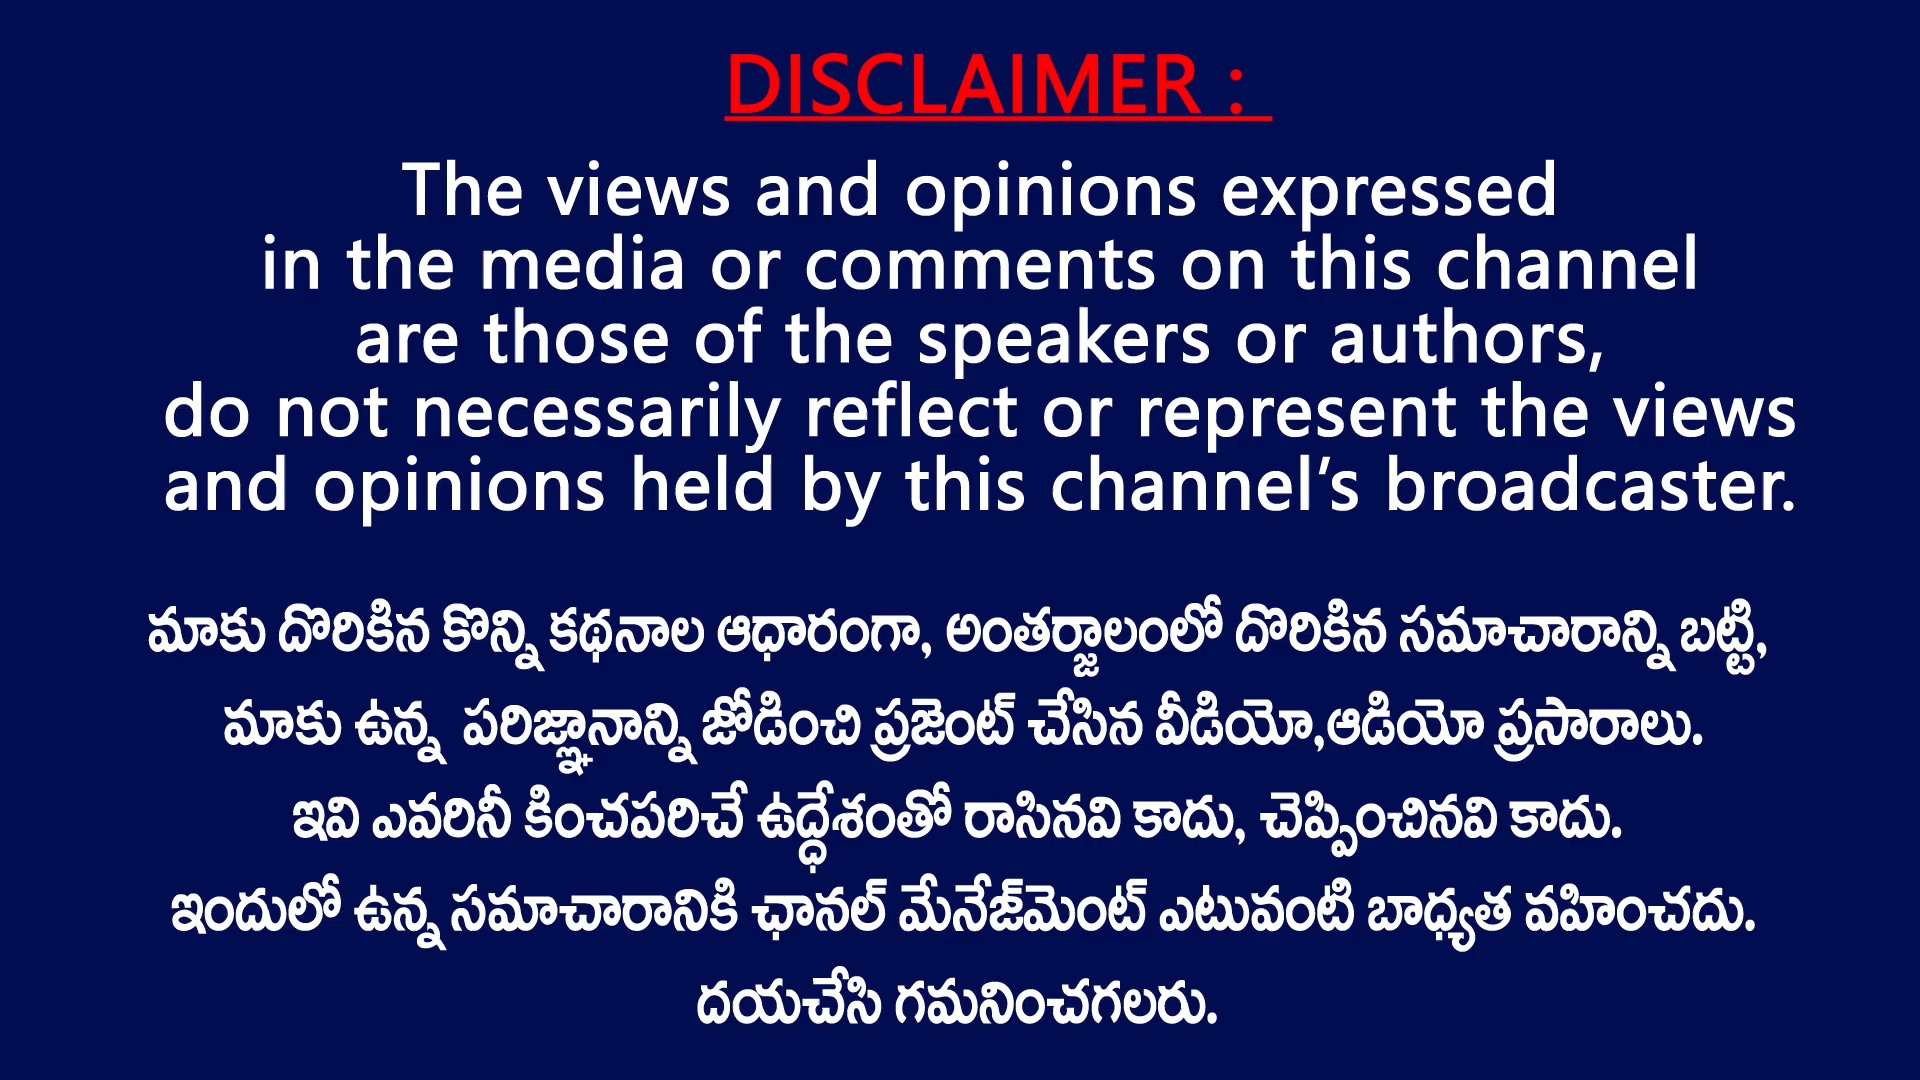 DISCLAIMER :
The views and opinions expressed
in the media or comments on this channel
are those of the speakers or authors,
do not necessarily reflect or represent the views
and opinions held by this channel’s broadcaster.
మాకు దొరికిన కొన్ని కథనాల ఆధారంగా, అంతర్జాలంలో దొరికిన సమాచారాన్ని బట్టి,
మాకు ఉన్న పరిజ్ఞానాన్ని జోడించి ప్రజెంట్ చేసిన వీడియో,ఆడియో ప్రసారాలు.
ఇవి ఎవరినీ కించపరిచే ఉద్ధేశంతో రాసినవి కాదు, చెప్పించినవి కాదు.
ఇందులో ఉన్న సమాచారానికి ఛానల్ మేనేజ్‌మెంట్ ఎటువంటి బాధ్యత వహించదు.
దయచేసి గమనించగలరు.